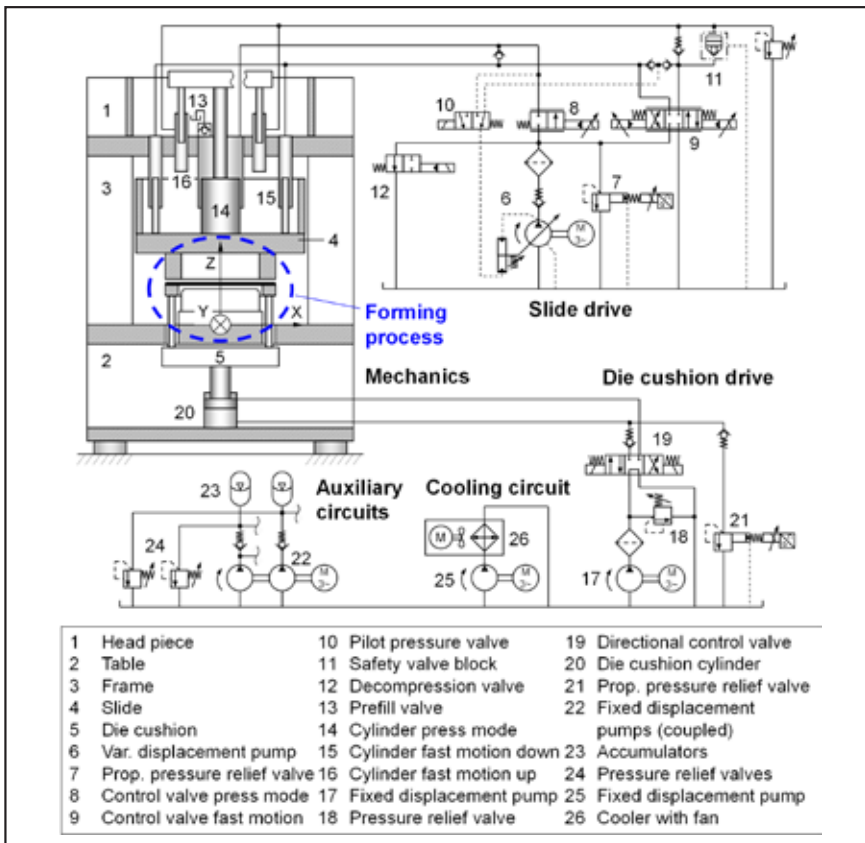 1
13
16
3
14
15
4
Z
Y
X
Forming
process
5
2
Mechanics
20
10
8
11
9
12
6
7
M
3~
Slide drive
Die cushion drive
19
18
21
17
M
3~
23
Auxiliary
circuits
24
22
M
3~
Cooling circuit
M
26
25
M
3~
1 Head piece
2 Table
3 Frame
4 Slide
5 Die cushion
6 Var. displacement pump
7 Prop. pressure relief valve
8 Control valve press mode
9 Control valve fast motion
10 Pilot pressure valve
11 Safety valve block
12 Decompression valve
13 Prefill valve
14 Cylinder press mode
15 Cylinder fast motion down
16 Cylinder fast motion up
17 Fixed displacement pump
18 Pressure relief valve
19 Directional control valve
20 Die cushion cylinder
21 Prop. pressure relief valve
22 Fixed displacement
pumps (coupled)
23 Accumulators
24 Pressure relief valves
25 Fixed displacement pump
26 Cooler with fan